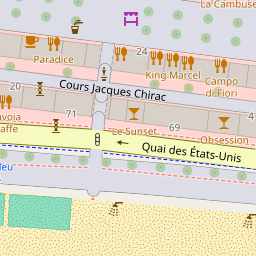 La Cambuse
24
Paradice
King Marcel
Campo
di Fiori
20
Cours Jacques Chirac
71
69
Le Sunset
Obsession
Quai des États-Unis